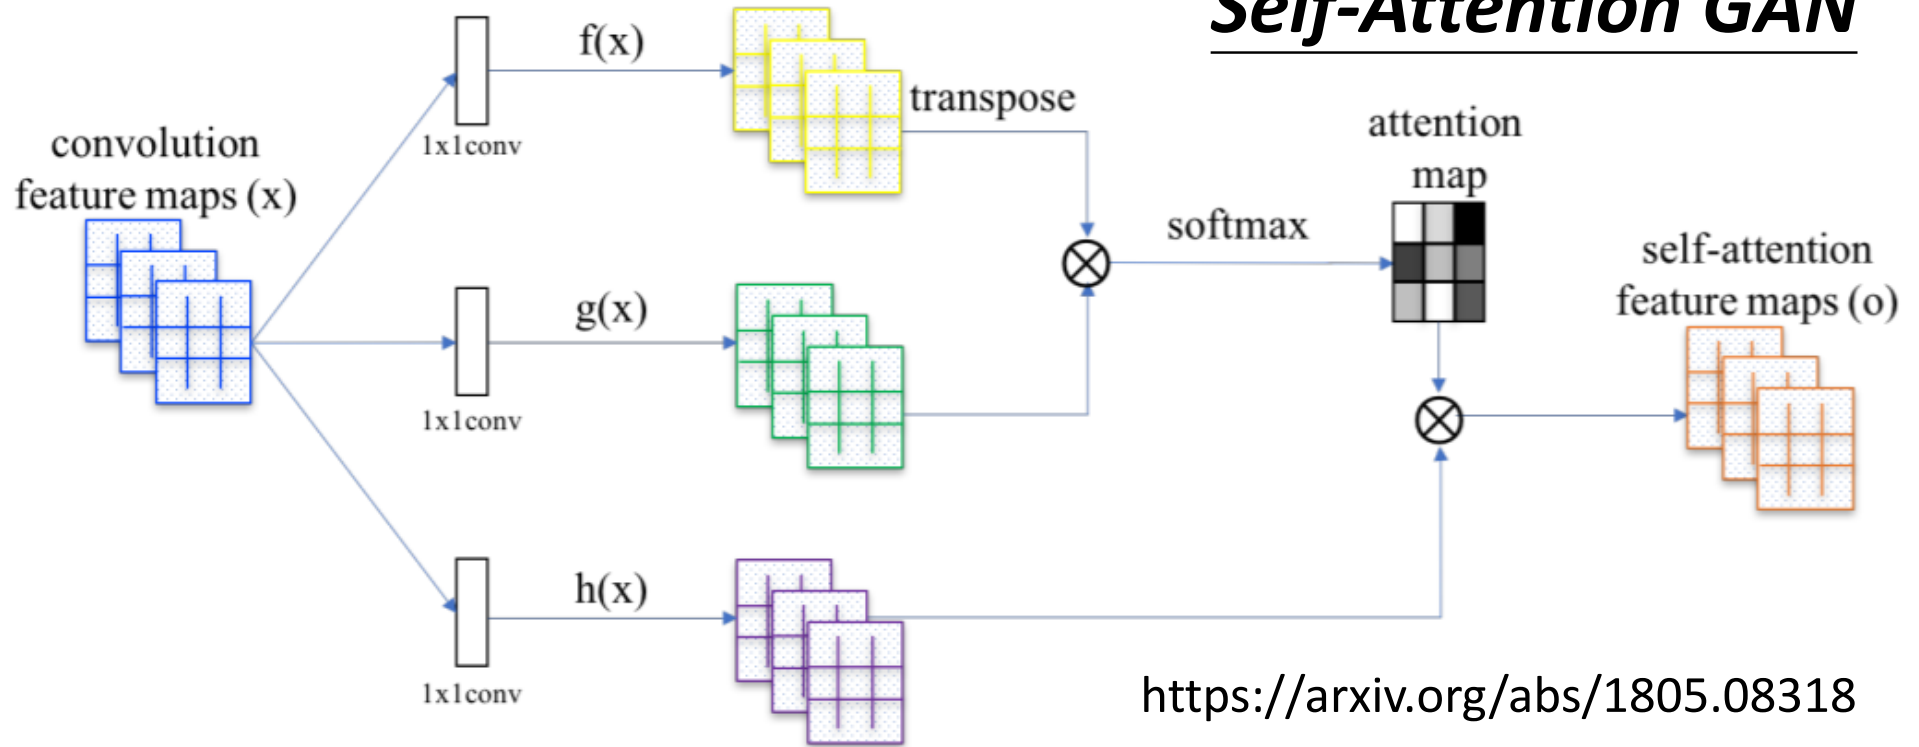 Self-Attention GAN
f(x)
transpose
1x1conv
convolution
feature maps (x)
attention
map
softmax
g(x)
self-attention
feature maps (o)
1x1conv
h(x)
1x1conv
https://arxiv.org/abs/1805.08318